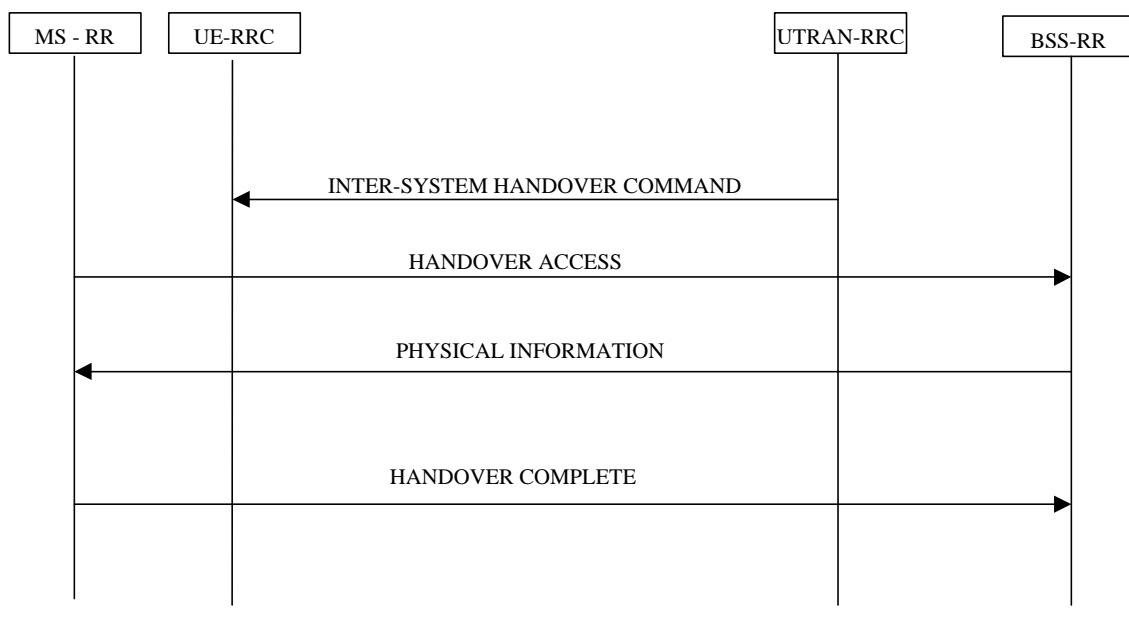 MS - RR
UE-RRC
UTRAN-RRC
BSS-RR
INTER-SYSTEM HANDOVER COMMAND
HANDOVER ACCESS
PHYSICAL INFORMATION
HANDOVER COMPLETE